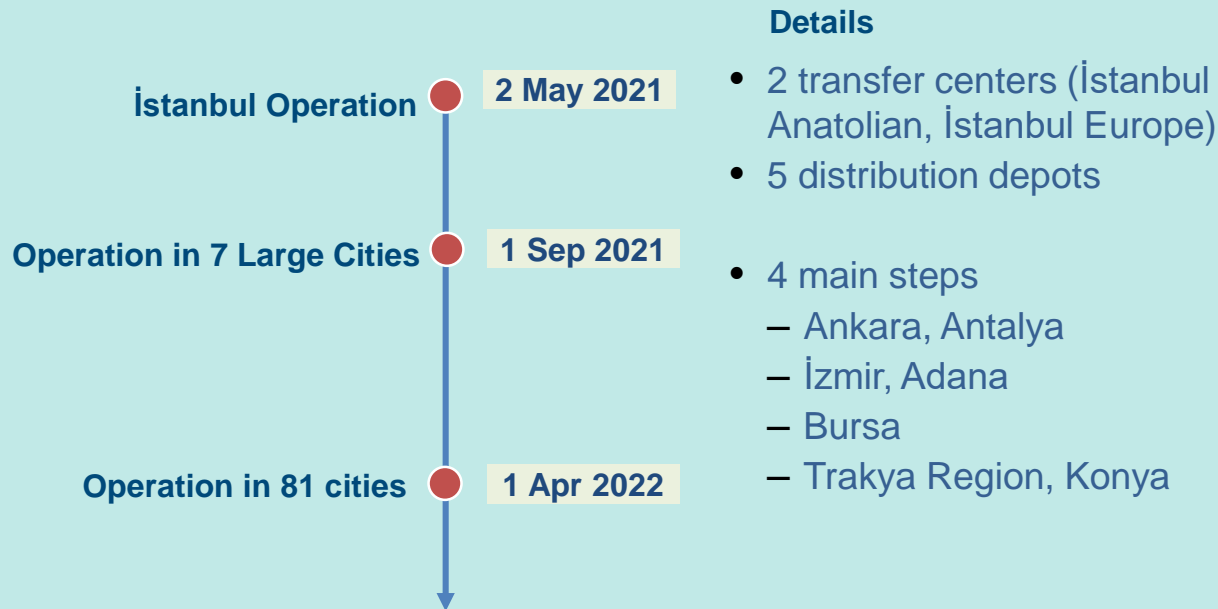 Details
İstanbul Operation
2 May 2021
• 2 transfer centers (İstanbul
Anatolian, İstanbul Europe)
• 5 distribution depots
Operation in 7 Large Cities
1 Sep 2021
• 4 main steps
– Ankara, Antalya
– İzmir, Adana
– Bursa
– Trakya Region, Konya
Operation in 81 cities
1 Apr 2022